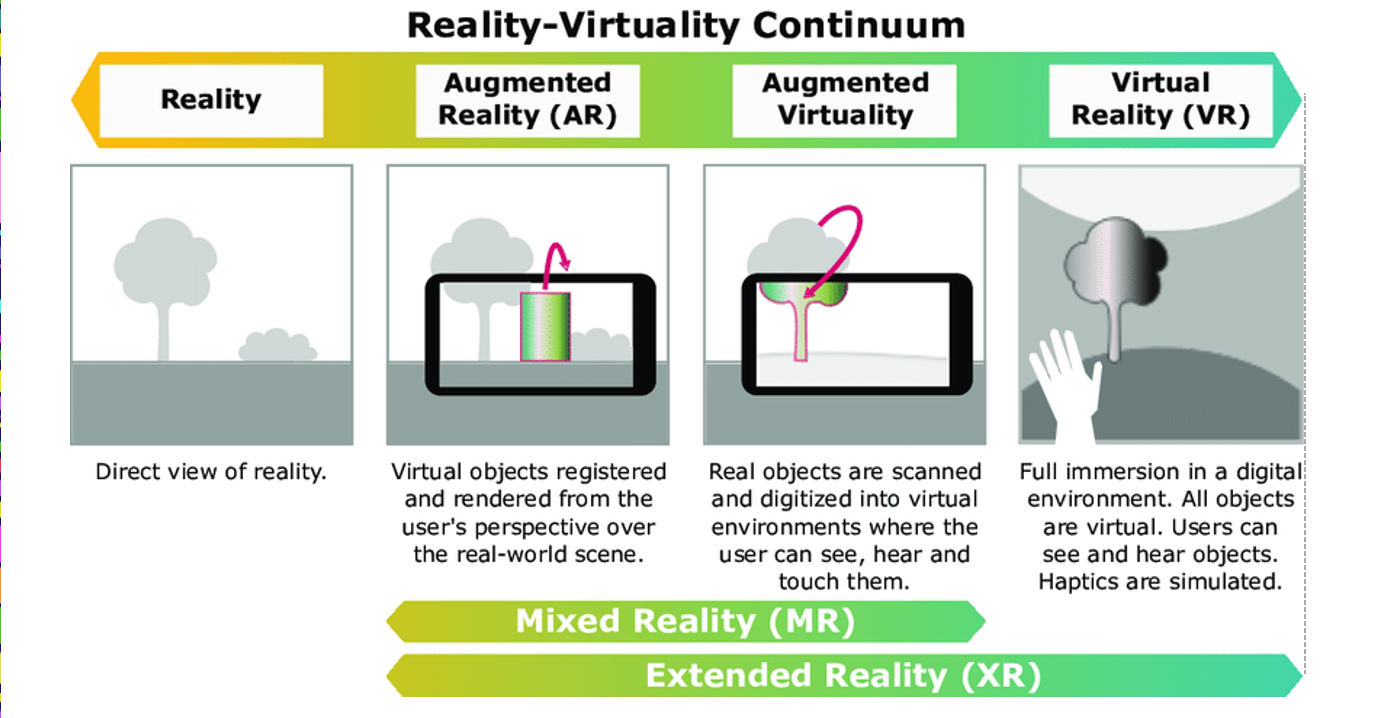 Reality-Virtuality Continuum
Reality
Augmented
Reality (AR)
Augmented
Virtuality
Virtual
Reality (VR)
Direct view of reality.
Virtual objects registered
and rendered from the
user's perspective over
the real-world scene.
Real objects are scanned
and digitized into virtual
environments where the
user can see, hear and
touch them.
Full immersion in a digital
environment. All objects
are virtual. Users can
see and hear objects.
Haptics are simulated.
Mixed Reality (MR)
Extended Reality (XR)